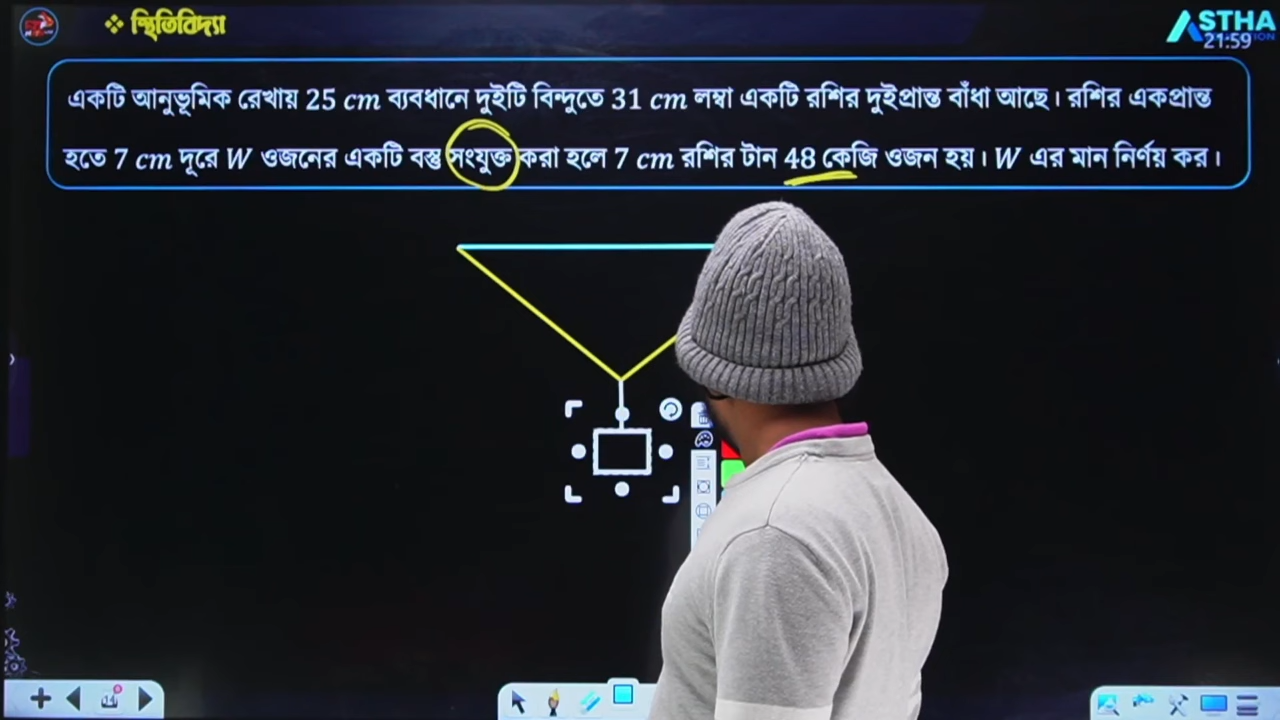 ❖ স্থিতিবিদ্যা
ASTHA
21:59
একটি আনুভূমিক রেখায় 25 cm ব্যবধানে দুইটি বিন্দুতে 31 cm লম্বা একটি রশির দুইপ্রান্ত বাঁধা আছে। রশির একপ্রান্ত
হতে 7 cm দূরে W ওজনের একটি বস্তু সংযুক্ত করা হলে 7 cm রশির টান 48 কেজি ওজন হয়। W এর মান নির্ণয় কর।